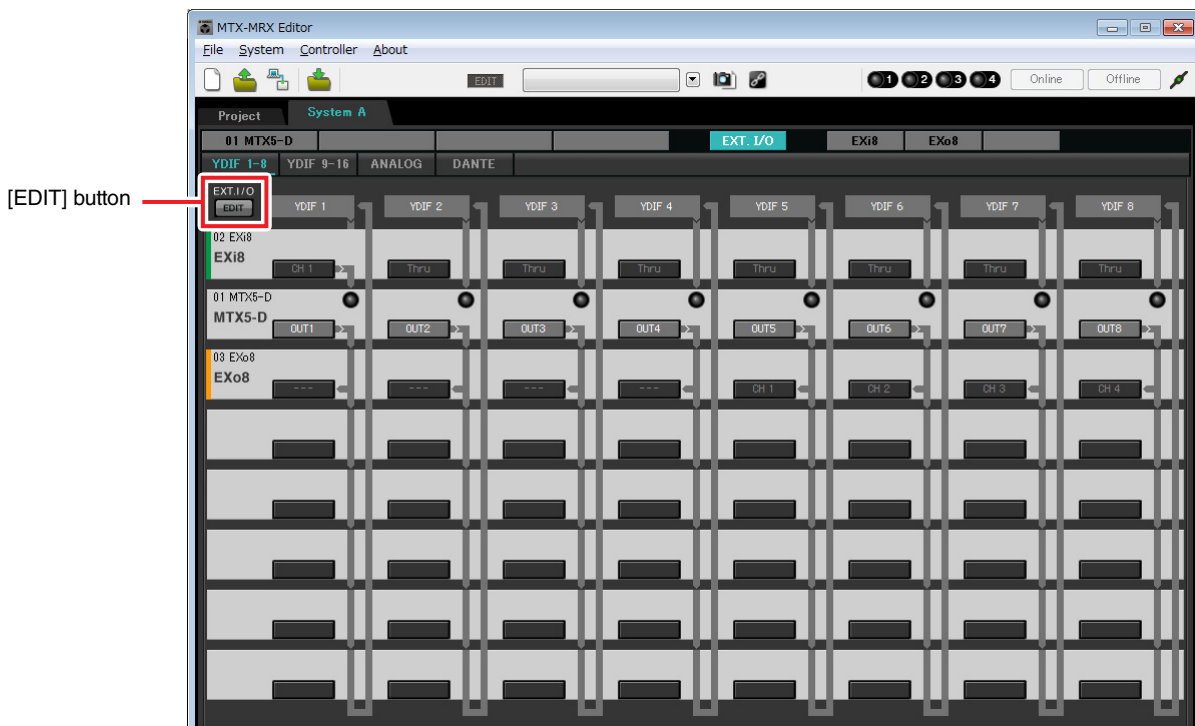 MTX-MRX Editor
File System Controller About
EDIT 1 2 3 4 Online Offline
Project System A
01 MTX5-D EXT. I/O EXi8 EXo8
YDIF 1-8 YDIF 9-16 ANALOG DANTE
[EDIT] button
EXT.I/O
EDIT YDIF 1 YDIF 2 YDIF 3 YDIF 4 YDIF 5 YDIF 6 YDIF 7 YDIF 8
02 EXi8
EXi8
CH 1 Thru Thru Thru Thru Thru Thru Thru
01 MTX5-D
MTX5-D
OUT1 OUT2 OUT3 OUT4 OUT5 OUT6 OUT7 OUT8
03 EXo8
EXo8
--- --- --- --- CH 1 CH 2 CH 3 CH 4